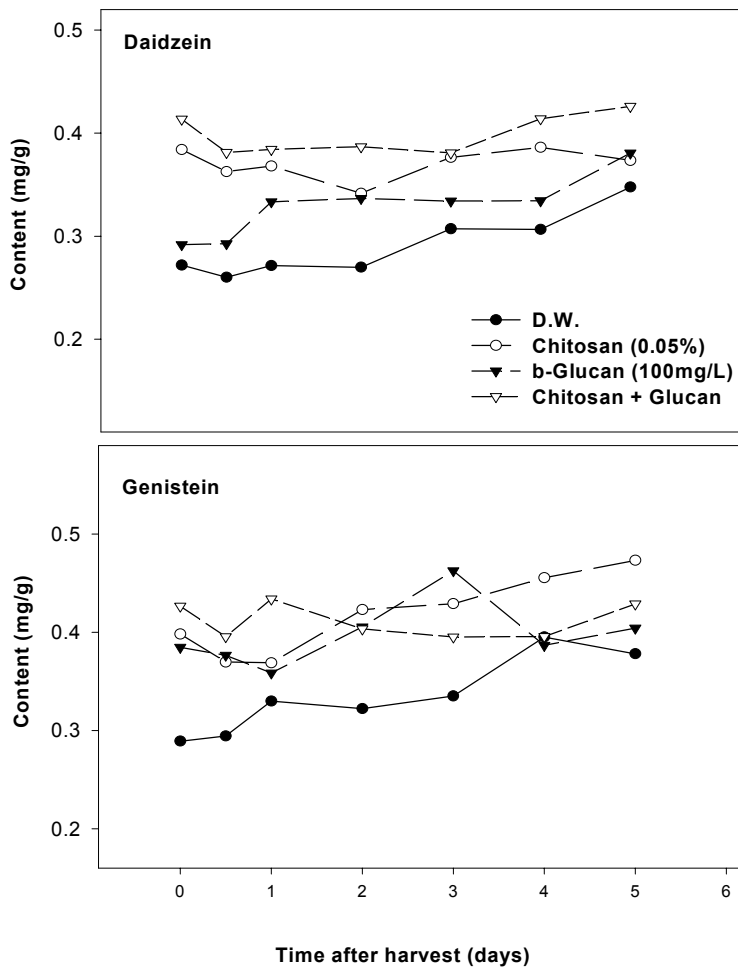 Daidzein
0.5
0.4
0.3
0.2
Content (mg/g)
D.W.
Chitosan (0.05%)
b-Glucan (100mg/L)
Chitosan + Glucan
Genistein
0.5
0.4
0.3
0.2
Content (mg/g)
0 1 2 3 4 5 6
Time after harvest (days)